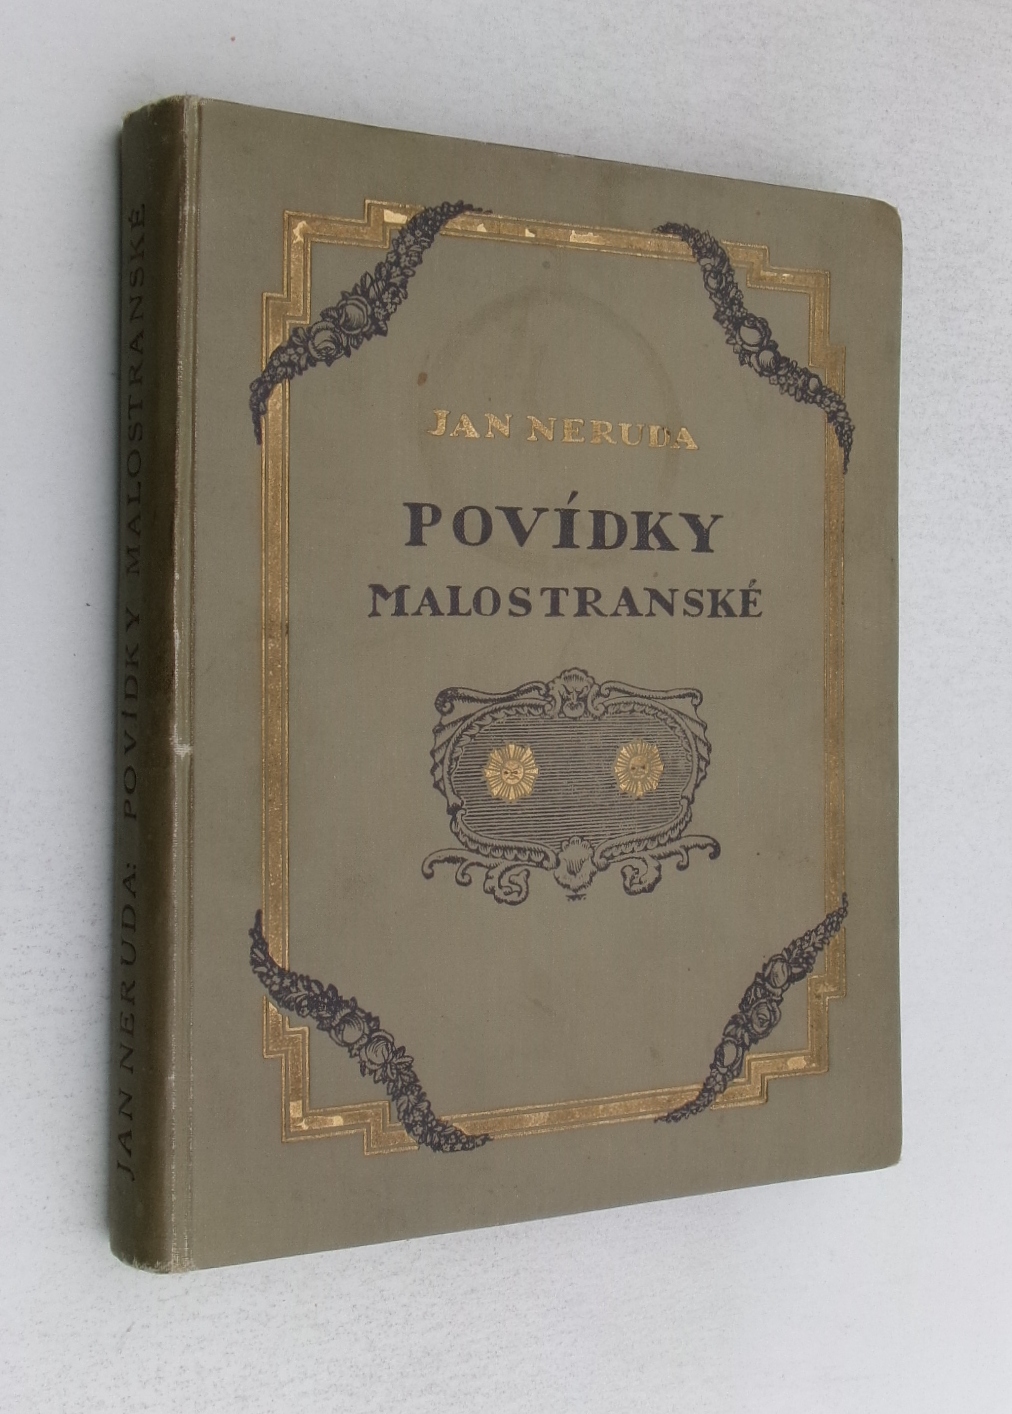 JAN NERUDA
POVÍDKY
MALOSTRANSKÉ
JAN NERUDA: POVÍDKY MALOSTRANSKÉ